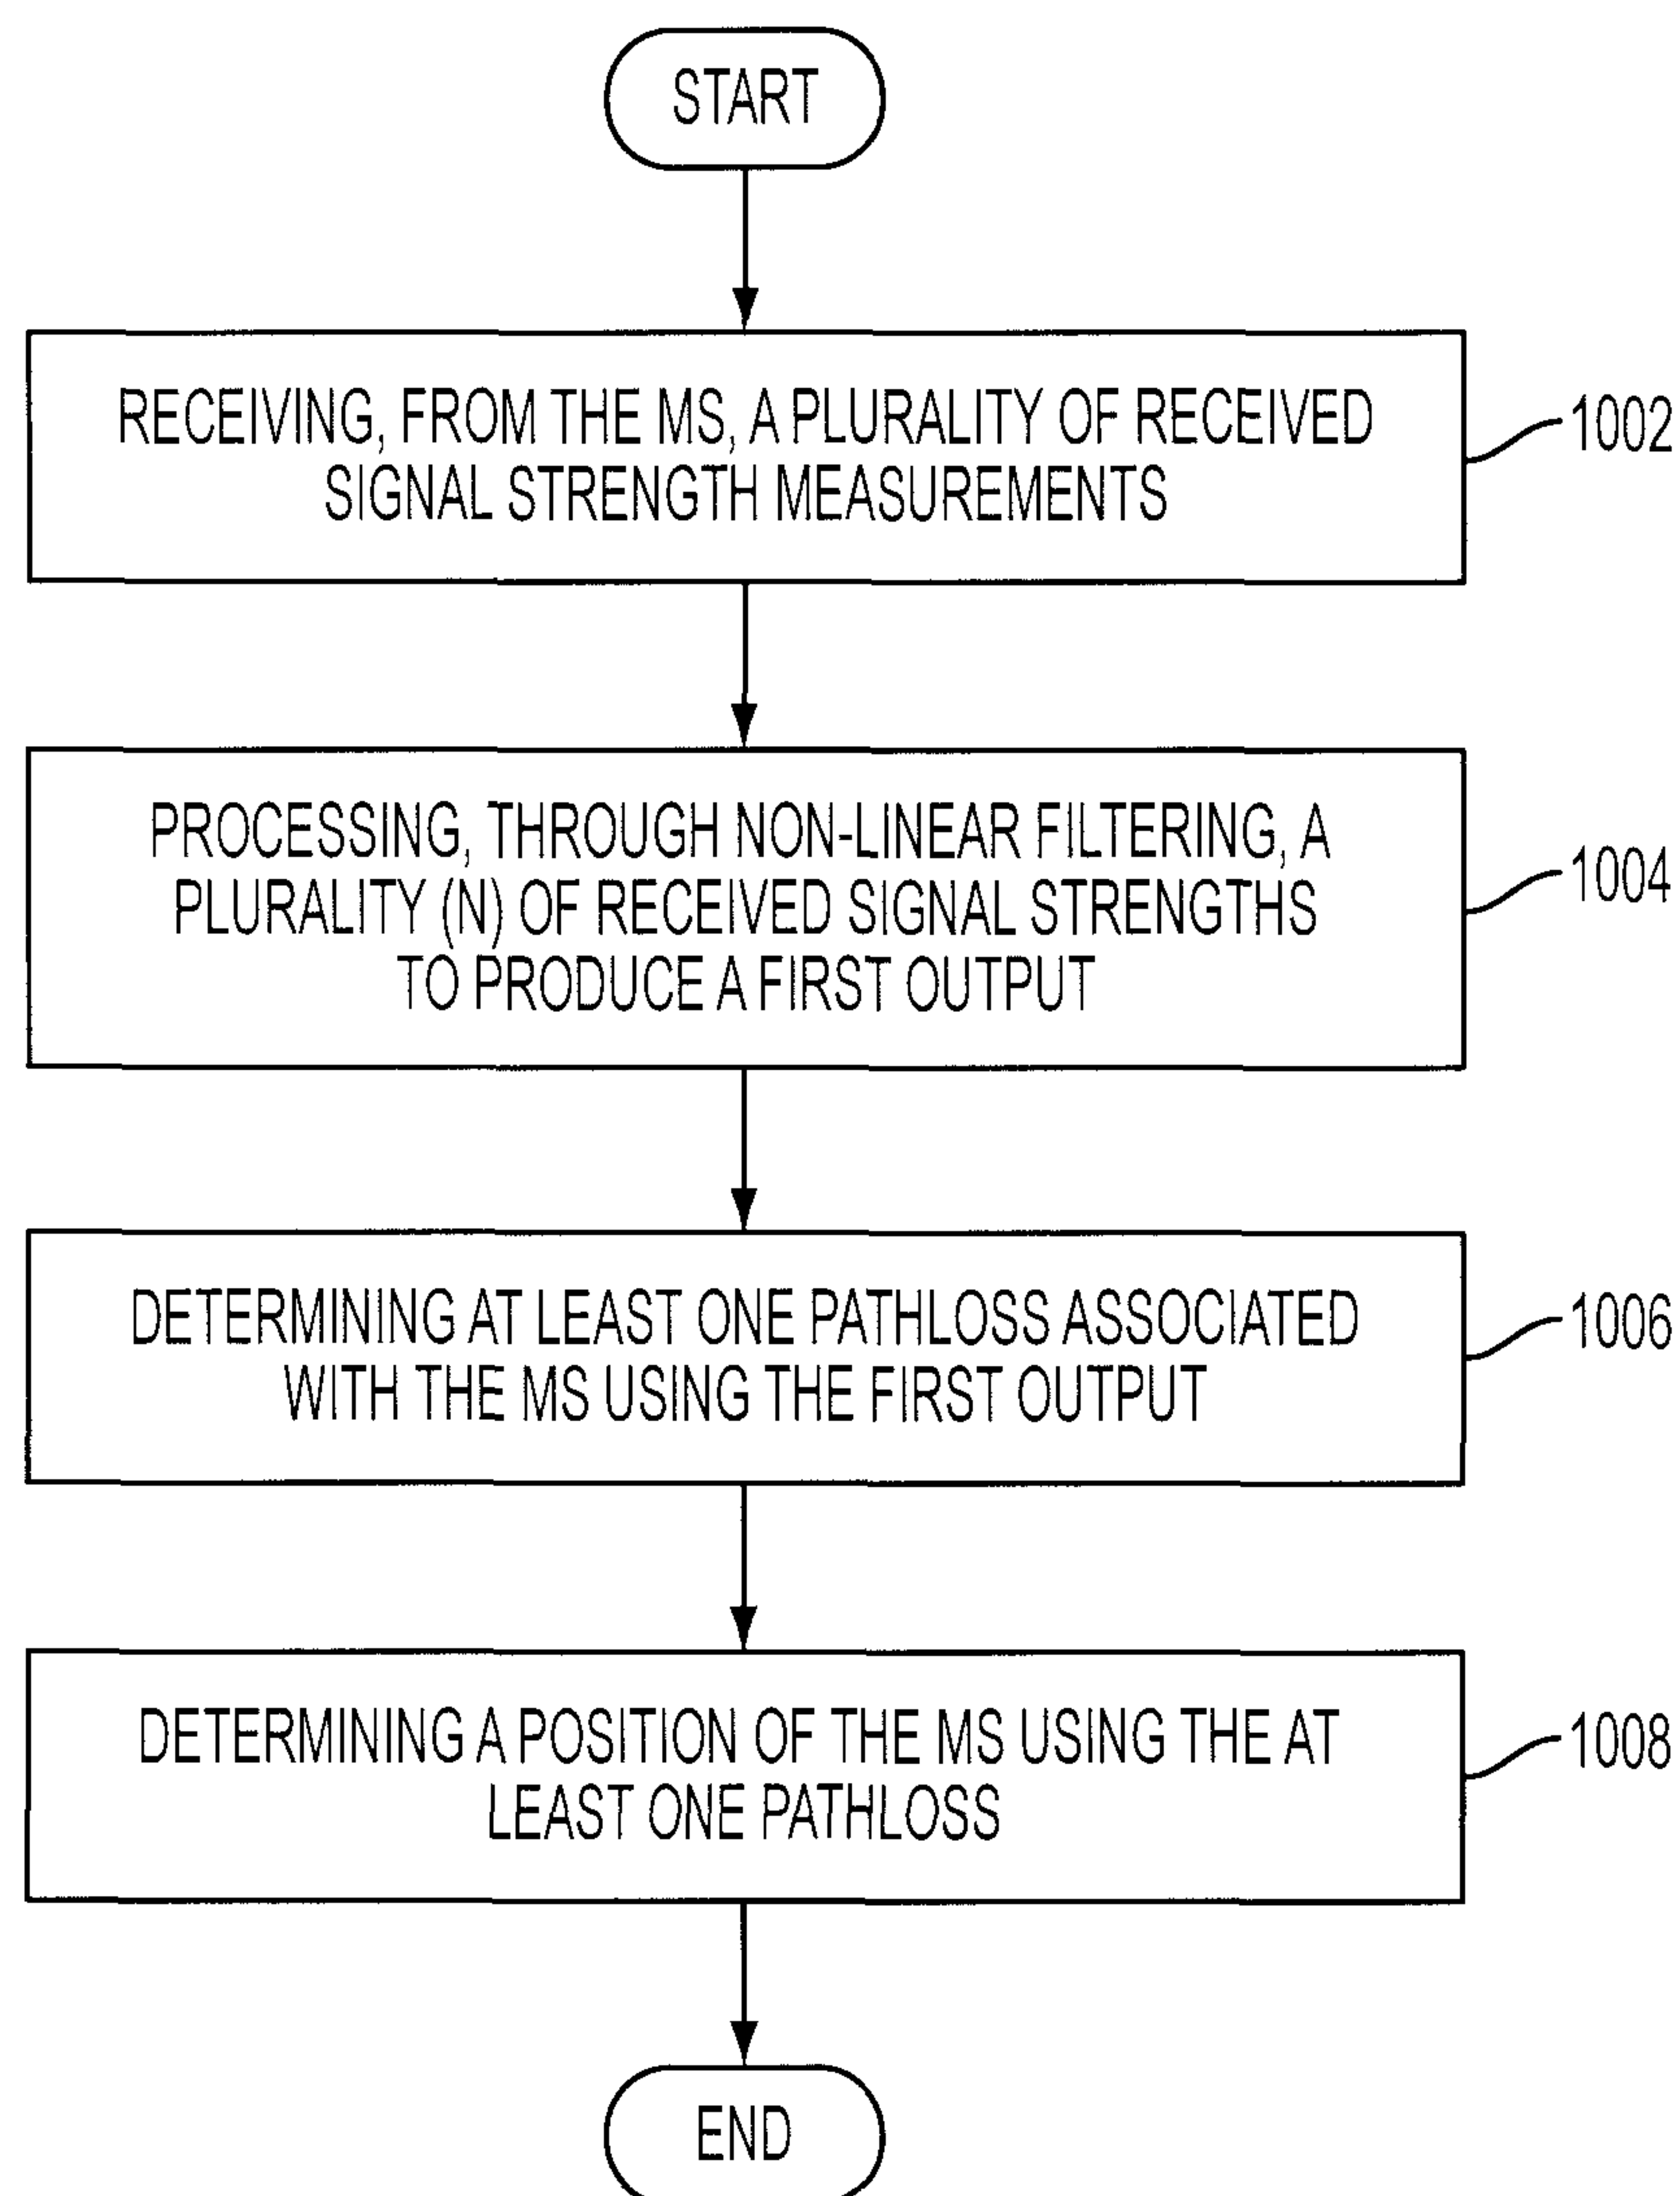 START
RECEIVING, FROM THE MS, A PLURALITY OF RECEIVED
SIGNAL STRENGTH MEASUREMENTS
1002
PROCESSING, THROUGH NON-LINEAR FILTERING, A
PLURALITY (N) OF RECEIVED SIGNAL STRENGTHS
TO PRODUCE A FIRST OUTPUT
1004
DETERMINING AT LEAST ONE PATHLOSS ASSOCIATED
WITH THE MS USING THE FIRST OUTPUT
1006
DETERMINING A POSITION OF THE MS USING THE AT
LEAST ONE PATHLOSS
1008
END